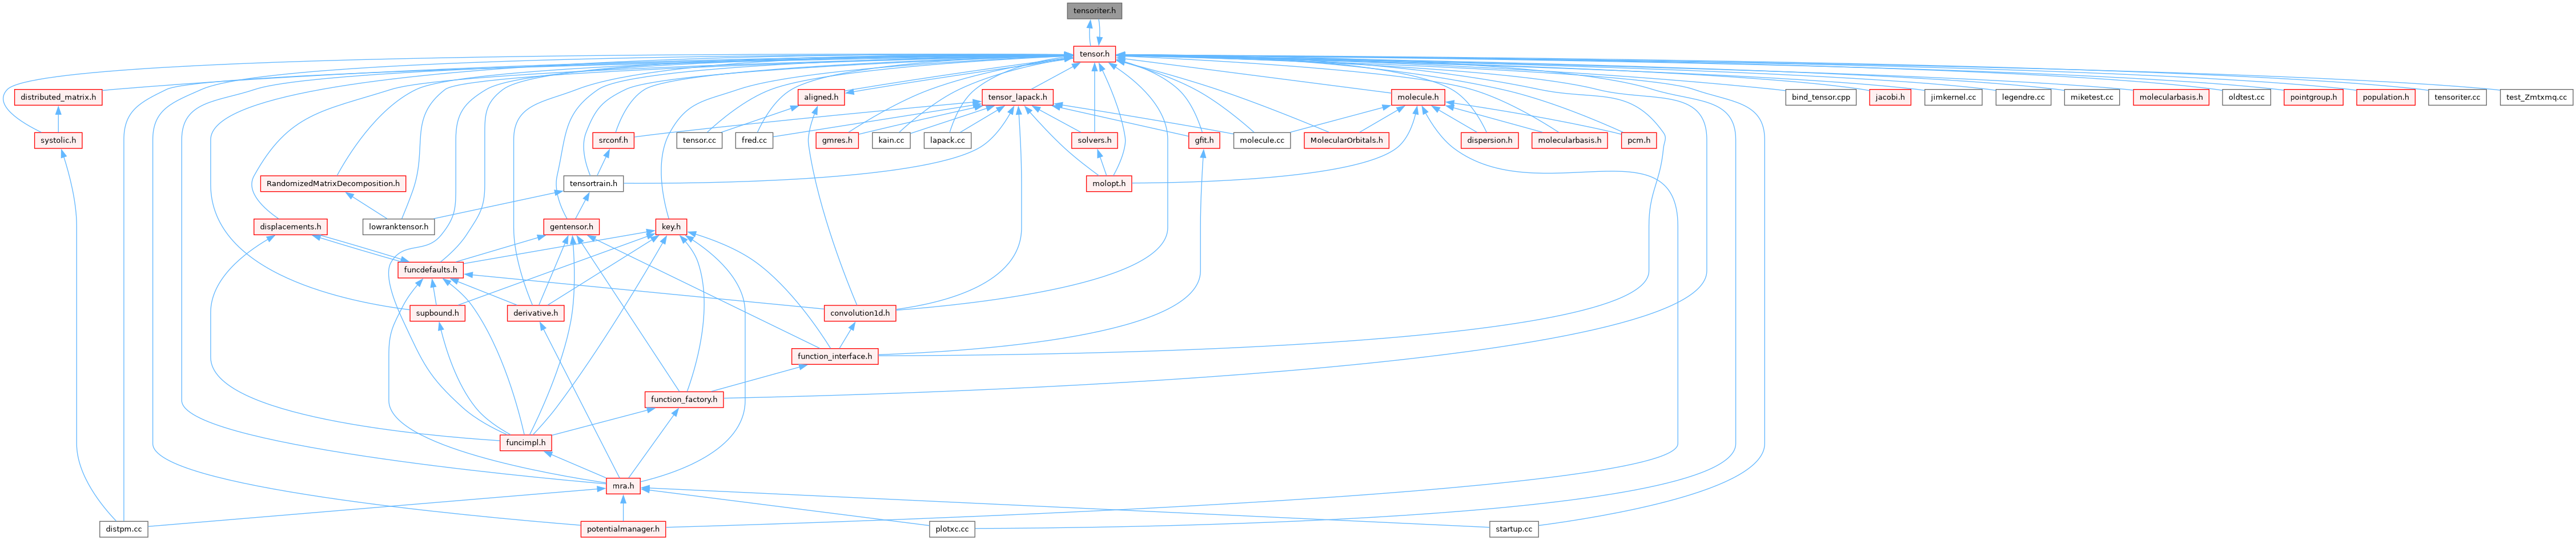 tensoriter.h
tensor.h
distributed_matrix.h
aligned.h
tensor_lapack.h
molecule.h
bind_tensor.cpp
jacobi.h
jimkernel.cc
legendre.cc
miketest.cc
molecularbasis.h
oldtest.cc
pointgroup.h
population.h
tensoriter.cc
test_Zmtxmq.cc
systolic.h
srconf.h
tensor.cc
fred.cc
gmres.h
kain.cc
lapack.cc
solvers.h
gfit.h
molecule.cc
MolecularOrbitals.h
dispersion.h
molecularbasis.h
pcm.h
RandomizedMatrixDecomposition.h
tensortrain.h
molopt.h
displacements.h
lowranktensor.h
gentensor.h
key.h
funcdefaults.h
supbound.h
derivative.h
convolution1d.h
function_interface.h
function_factory.h
funcimpl.h
mra.h
distpm.cc
potentialmanager.h
plotxc.cc
startup.cc